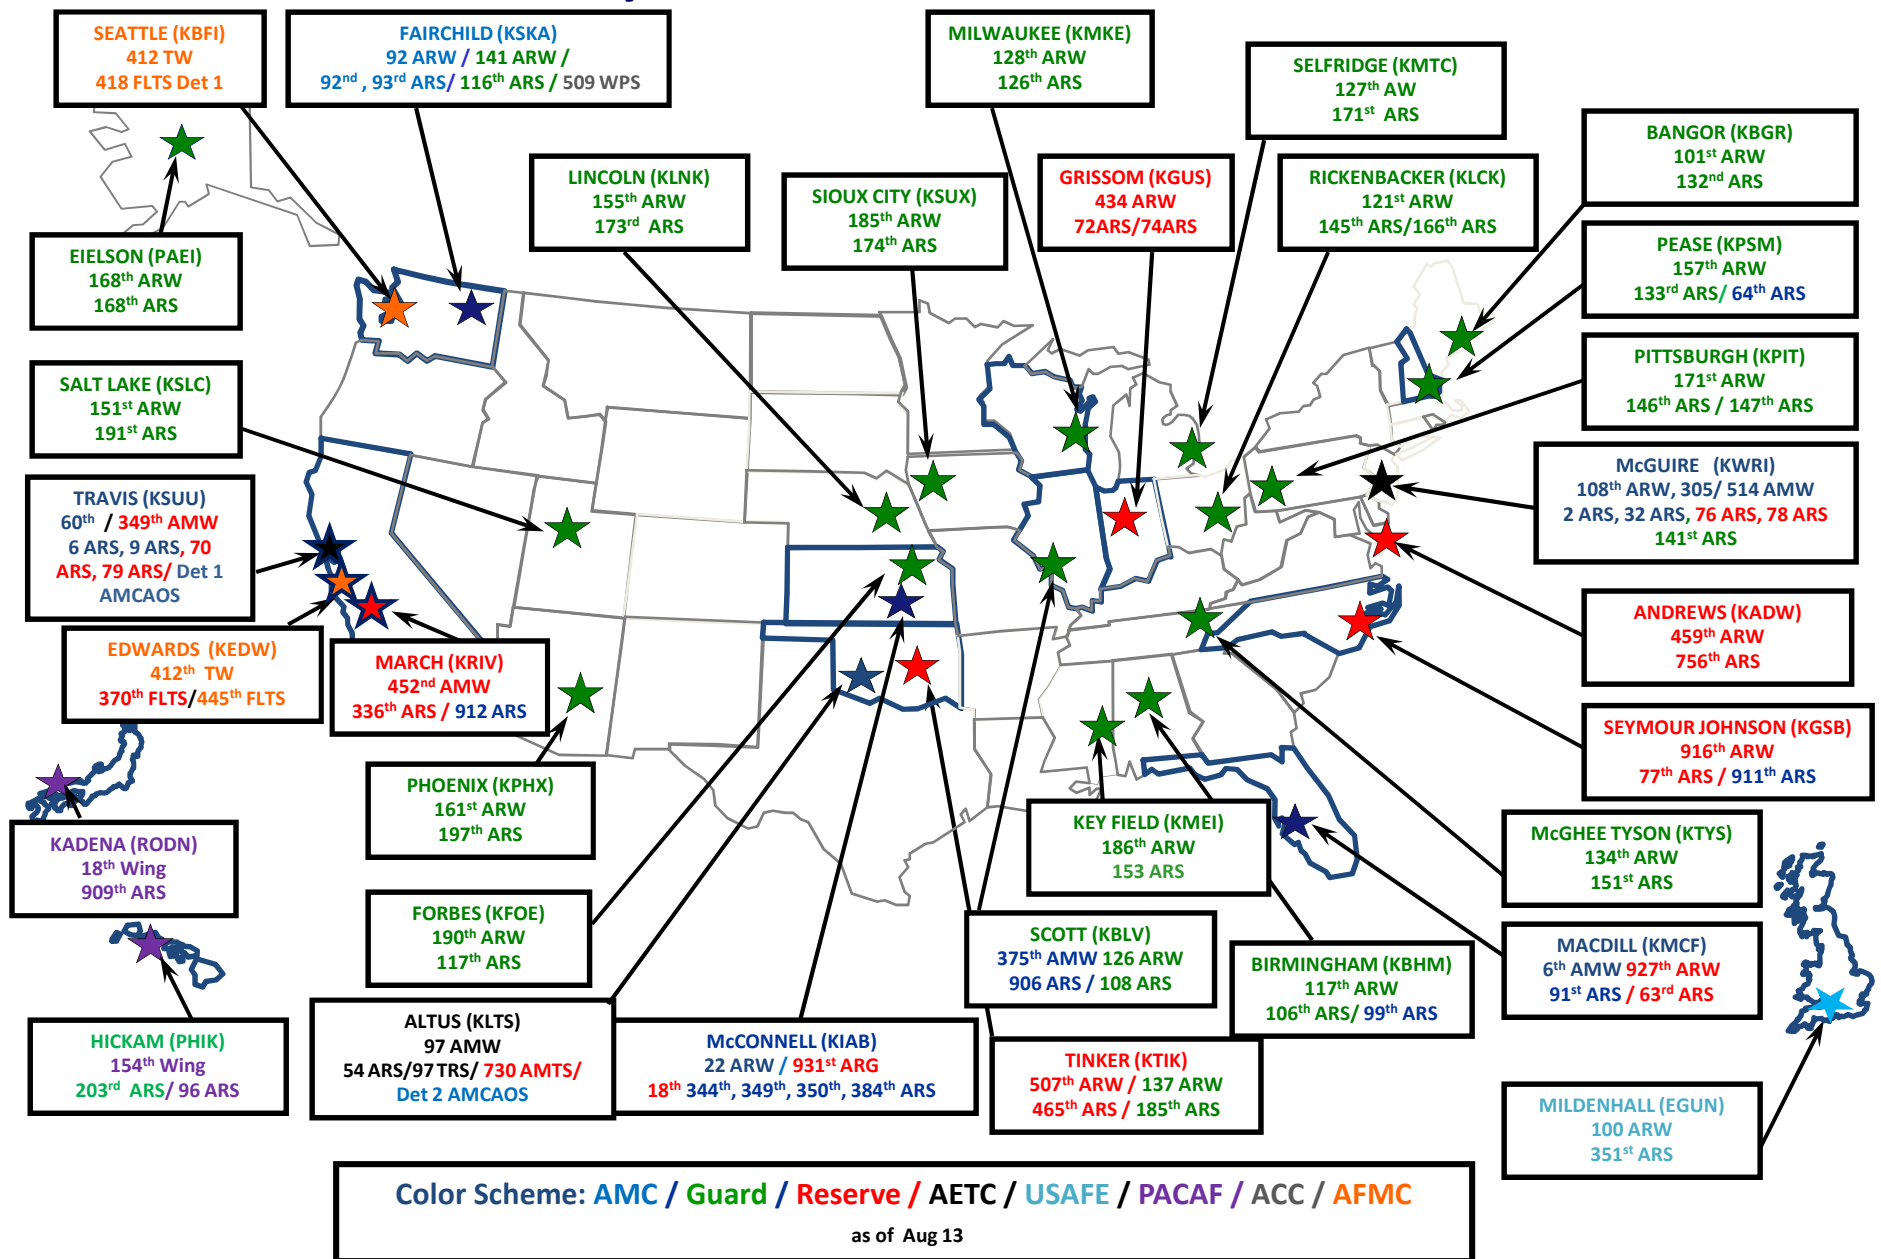 SEATTLE (KBFI)
412 TW
418 FLTS Det 1
FAIRCHILD (KSKA)
92 ARW / 141 ARW /
92nd , 93rd ARS/ 116th ARS / 509 WPS
MILWAUKEE (KMKE)
128th ARW
126th ARS
SELFRIDGE (KMTC)
127th AW
171st ARS
BANGOR (KBGR)
101st ARW
132nd ARS
LINCOLN (KLNK)
155th ARW
173rd ARS
SIOUX CITY (KSUX)
185th ARW
174th ARS
GRISSOM (KGUS)
434 ARW
72ARS/74ARS
RICKENBACKER (KLCK)
121st ARW
145th ARS/166th ARS
EIELSON (PAEI)
168th ARW
168th ARS
PEASE (KPSM)
157th ARW
133rd ARS/ 64th ARS
SALT LAKE (KSLC)
151st ARW
191st ARS
PITTSBURGH (KPIT)
171st ARW
146th ARS / 147th ARS
TRAVIS (KSUU)
60th / 349th AMW
6 ARS, 9 ARS, 70
ARS, 79 ARS/ Det 1
AMCAOS
McGUIRE (KWRI)
108th ARW, 305/ 514 AMW
2 ARS, 32 ARS, 76 ARS, 78 ARS
141st ARS
EDWARDS (KEDW)
412th TW
370th FLTS/445th FLTS
MARCH (KRIV)
452nd AMW
336th ARS / 912 ARS
ANDREWS (KADW)
459th ARW
756th ARS
SEYMOUR JOHNSON (KGSB)
916th ARW
77th ARS / 911th ARS
PHOENIX (KPHX)
161st ARW
197th ARS
KADENA (RODN)
18th Wing
909th ARS
KEY FIELD (KMEI)
186th ARW
153 ARS
McGHEE TYSON (KTYS)
134th ARW
151st ARS
FORBES (KFOE)
190th ARW
117th ARS
SCOTT (KBLV)
375th AMW 126 ARW
906 ARS / 108 ARS
BIRMINGHAM (KBHM)
117th ARW
106th ARS/ 99th ARS
MACDILL (KMCF)
6th AMW 927th ARW
91st ARS / 63rd ARS
HICKAM (PHIK)
154th Wing
203rd ARS/ 96 ARS
ALTUS (KLTS)
97 AMW
54 ARS/97 TRS/ 730 AMTS/
Det 2 AMCAOS
McCONNELL (KIAB)
22 ARW / 931st ARG
18th 344th, 349th, 350th, 384th ARS
TINKER (KTIK)
507th ARW / 137 ARW
465th ARS / 185th ARS
MILDENHALL (EGUN)
100 ARW
351st ARS
Color Scheme: AMC / Guard / Reserve / AETC / USAFE / PACAF / ACC / AFMC
as of Aug 13